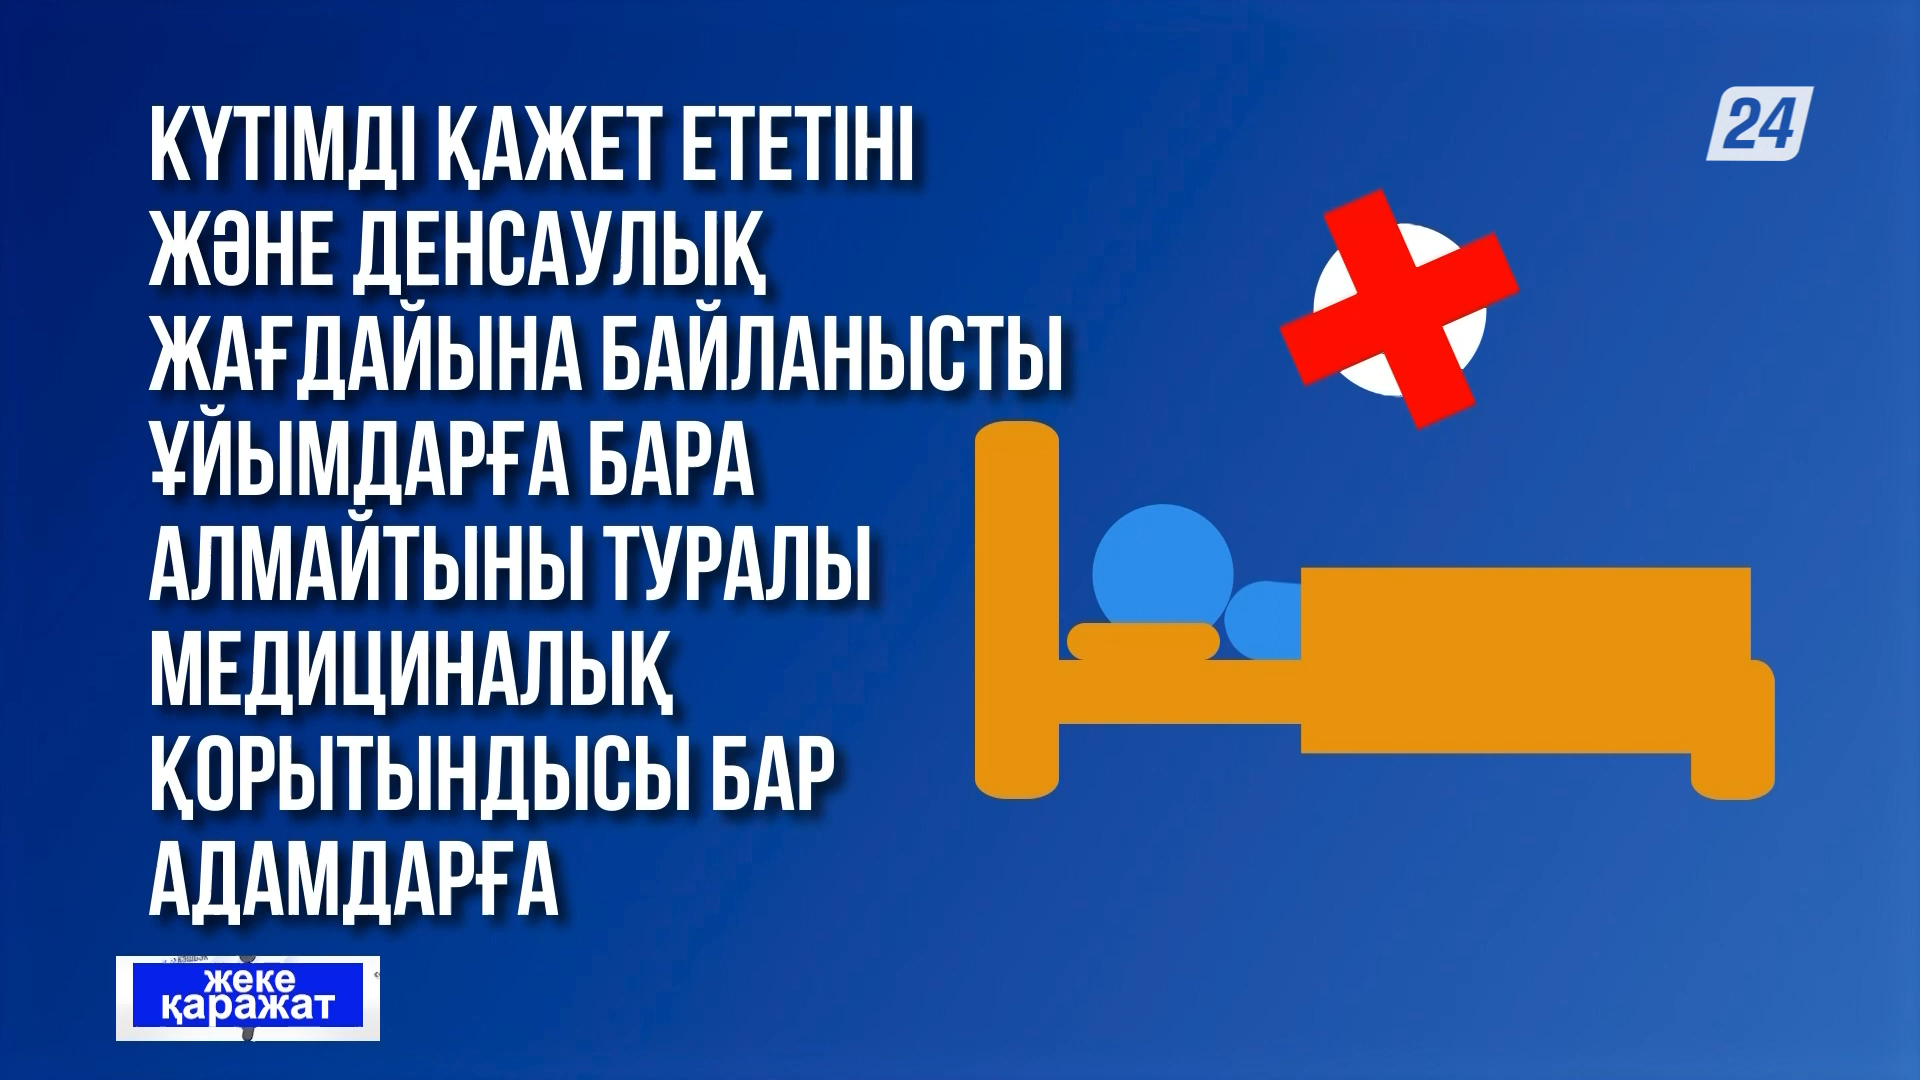 КҮТІМДІ ҚАЖЕТ ЕТЕТІНІ
ЖӘНЕ ДЕНСАУЛЫҚ
ЖАҒДАЙЫНА БАЙЛАНЫСТЫ
ҰЙЫМДАРҒА БАРА
АЛМАЙТЫНЫ ТУРАЛЫ
МЕДИЦИНАЛЫҚ
ҚОРЫТЫНДЫСЫ БАР
АДАМДАРҒА
24
жеке
қаражат